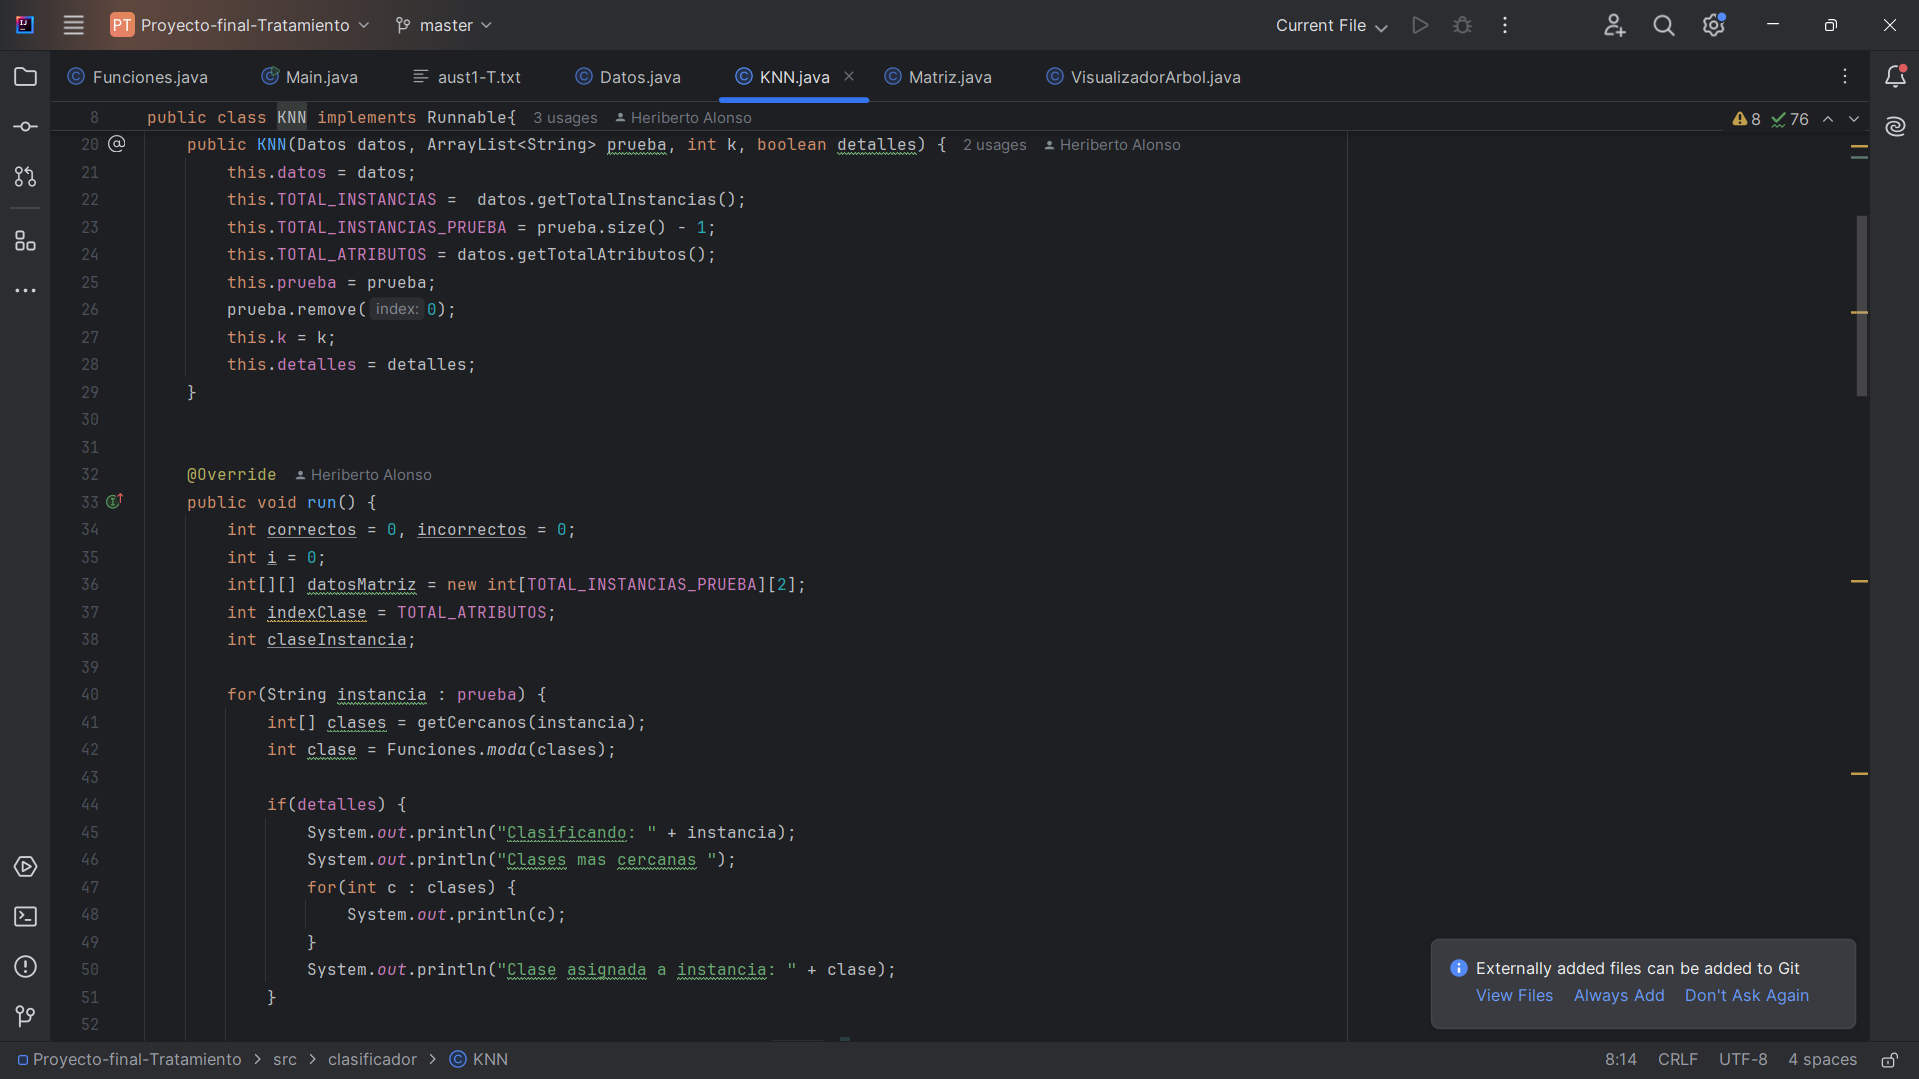 PT Proyecto-final-Tratamiento master Current File
Funciones.java Main.java aust1-T.txt Datos.java KNN.java Matriz.java VisualizadorArbol.java
8 public class KNN implements Runnable{ 3 usages Heriberto Alonso 8 76
20 @ public KNN(Datos datos, ArrayList<String> prueba, int k, boolean detalles) { 2 usages Heriberto Alonso
21 this.datos = datos;
22 this.TOTAL_INSTANCIAS =  datos.getTotalInstancias();
23 this.TOTAL_INSTANCIAS_PRUEBA = prueba.size() - 1;
24 this.TOTAL_ATRIBUTOS = datos.getTotalAtributos();
25 this.prueba = prueba;
26 prueba.remove( index: 0);
27 this.k = k;
28 this.detalles = detalles;
29 }
30
31
32 @Override Heriberto Alonso
33 public void run() {
34 int correctos = 0, incorrectos = 0;
35 int i = 0;
36 int[][] datosMatriz = new int[TOTAL_INSTANCIAS_PRUEBA][2];
37 int indexClase = TOTAL_ATRIBUTOS;
38 int claseInstancia;
39
40 for(String instancia : prueba) {
41 int[] clases = getCercanos(instancia);
42 int clase = Funciones.moda(clases);
43
44 if(detalles) {
45 System.out.println("Clasificando: " + instancia);
46 System.out.println("Clases mas cercanas ");
47 for(int c : clases) {
48 System.out.println(c);
49 }
50 System.out.println("Clase asignada a instancia: " + clase);
51 }
52
Externally added files can be added to Git
View Files Always Add Don't Ask Again
Proyecto-final-Tratamiento > src > clasificador > KNN 8:14 CRLF UTF-8 4 spaces